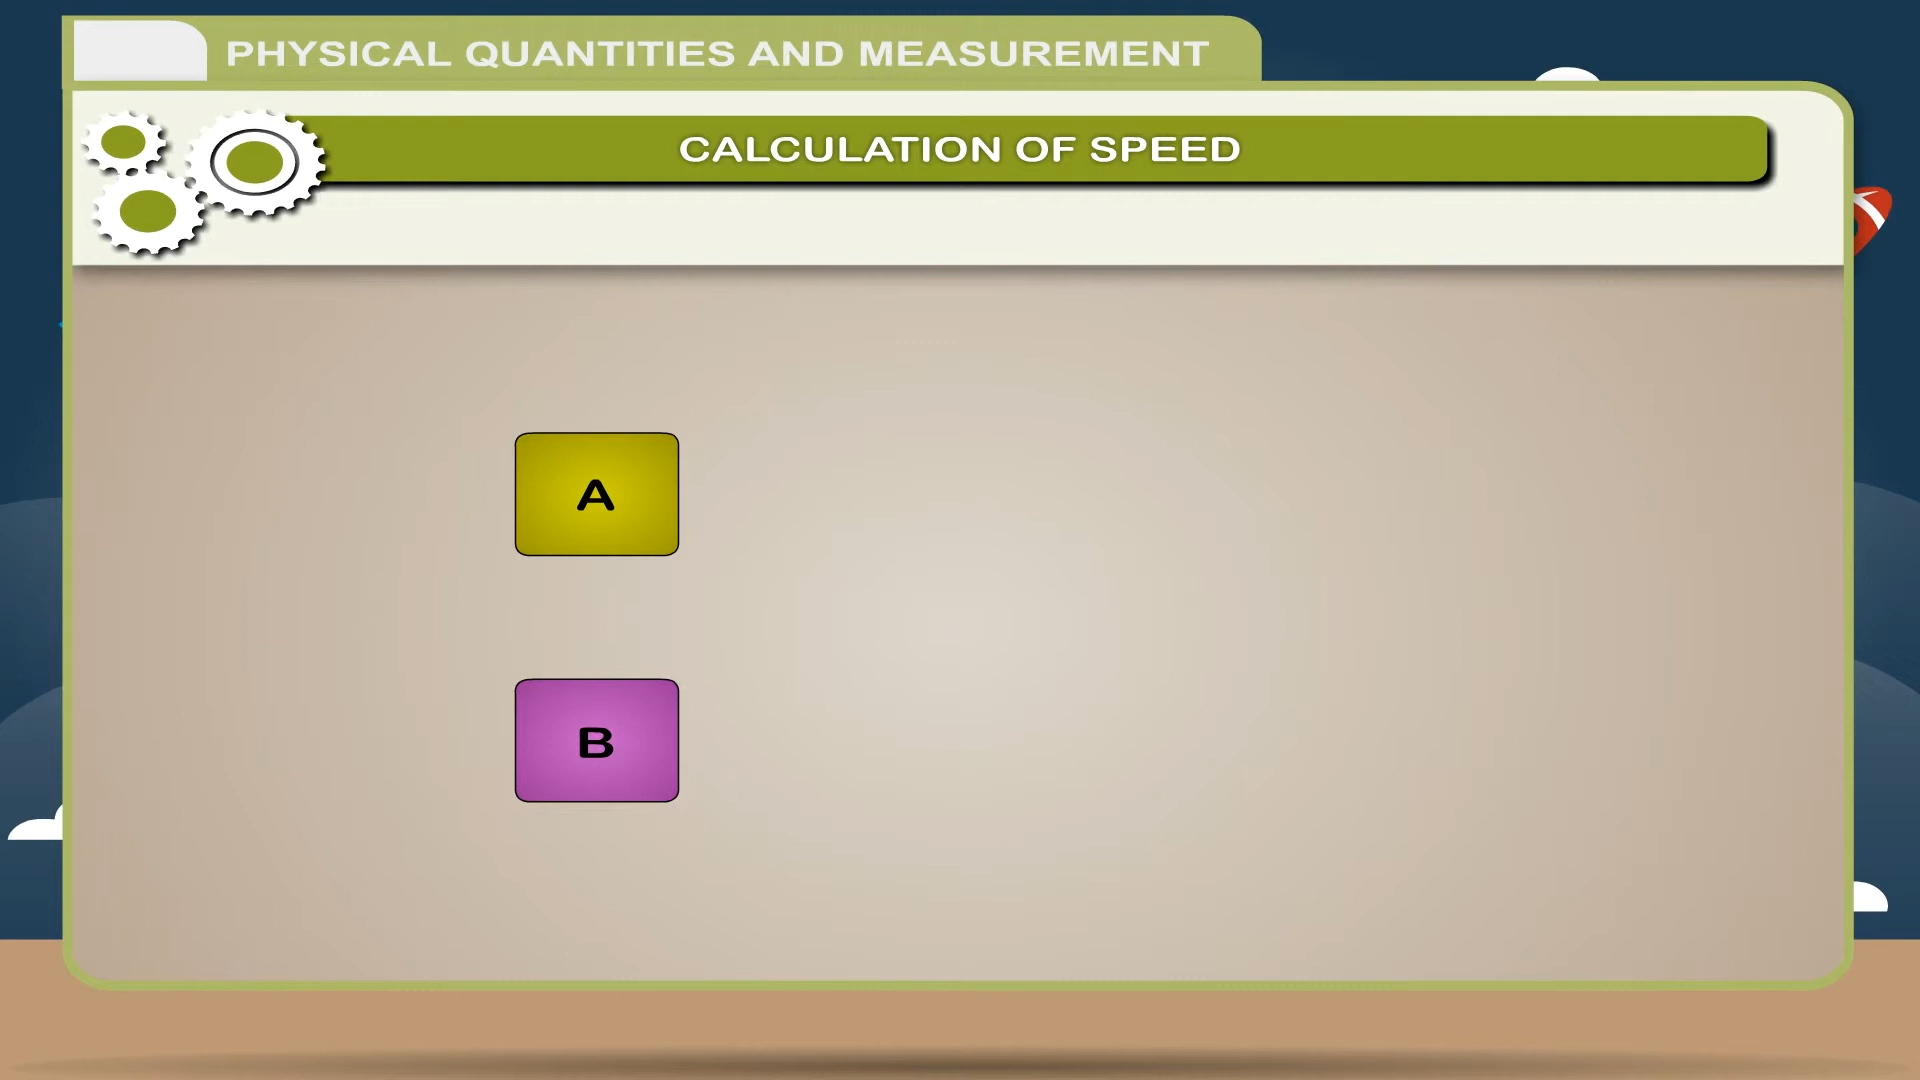 PHYSICAL QUANTITIES AND MEASUREMENT
CALCULATION OF SPEED
A
B